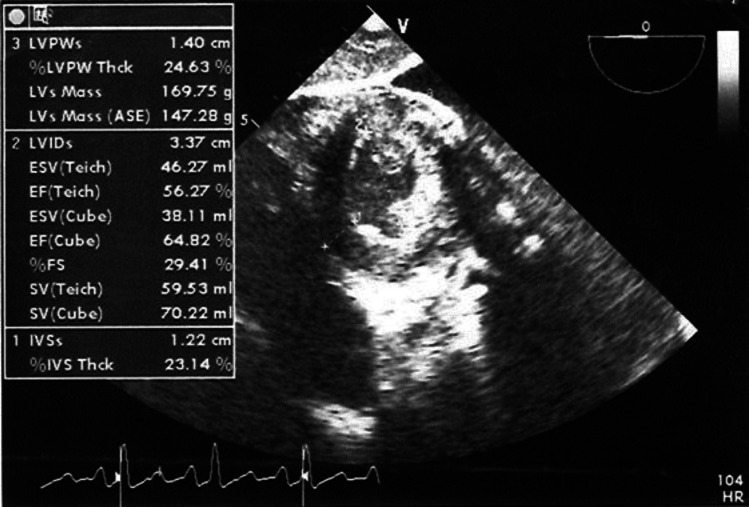 3 LVPWs 1.40 cm
%LVPW Thck 24.63 %
LVs Mass 169.75 g
LVs Mass (ASE) 147.28 g
2 LVIDs 3.37 cm
ESV(Teich) 46.27 ml
EF(Teich) 56.27 %
ESV(Cube) 38.11 ml
EF(Cube) 64.82 %
%FS 29.41 %
SV(Teich) 59.53 ml
SV(Cube) 70.22 ml
1 IVSs 1.22 cm
%IVS Thck 23.14 %
V
0
5
2
104
HR